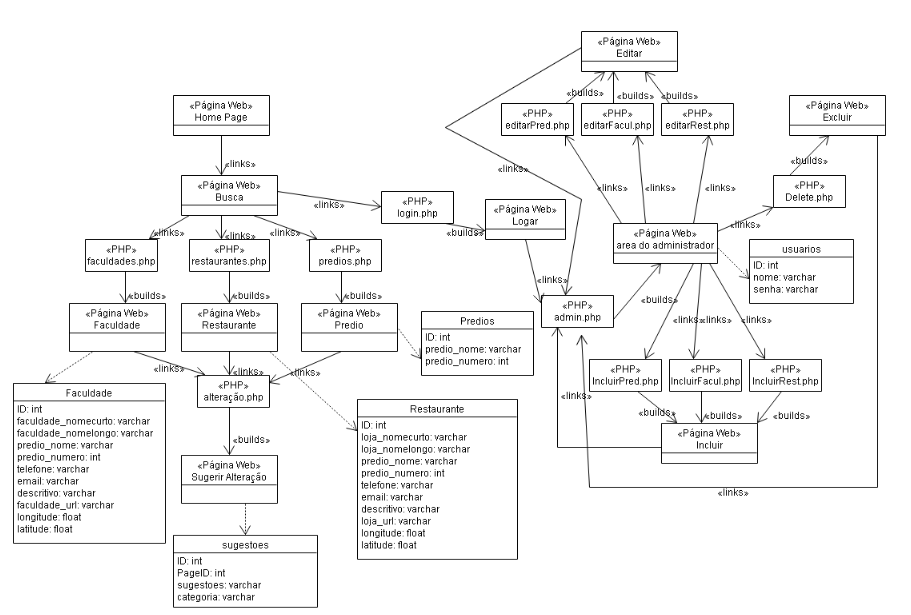 «Página Web»
Editar
«builds»
«builds»
«builds»
«PHP»
editarPred.php
«PHP»
editarFacul.php
«PHP»
editarRest.php
«Página Web»
Home Page
«Página Web»
Excluir
«links»
«builds»
«links»
«Página Web»
Busca
«links»
«links»
«links»
«PHP»
Delete.php
«links»
«PHP»
login.php
«Página Web»
Logar
«builds»
«links»
«links»
«links»
«links»
«Página Web»
area do administrador
«PHP»
faculdades.php
«PHP»
restaurantes.php
«PHP»
predios.php
usuarios
ID: int
nome: varchar
senha: varchar
«links»
«builds»
«builds»
«builds»
«builds»
«Página Web»
Faculdade
«Página Web»
Restaurante
«Página Web»
Predio
«PHP»
admin.php
Predios
ID: int
predio_nome: varchar
predio_numero: int
«links»
«links»
«links»
«links»
«links»
«links»
«PHP»
alteração.php
«PHP»
IncluirPred.php
«PHP»
IncluirFacul.php
«PHP»
IncluirRest.php
«links»
«builds»
«builds»
«builds»
«Página Web»
Incluir
Faculdade
ID: int
faculdade_nomecurto: varchar
faculdade_nomelongo: varchar
predio_nome: varchar
predio_numero: int
telefone: varchar
email: varchar
descritivo: varchar
faculdade_url: varchar
longitude: float
latitude: float
«builds»
«Página Web»
Sugerir Alteração
Restaurante
ID: int
loja_nomecurto: varchar
loja_nomelongo: varchar
predio_nome: varchar
predio_numero: int
telefone: varchar
email: varchar
descritivo: varchar
loja_url: varchar
longitude: float
latitude: float
«links»
sugestoes
ID: int
PageID: int
sugestoes: varchar
categoria: varchar